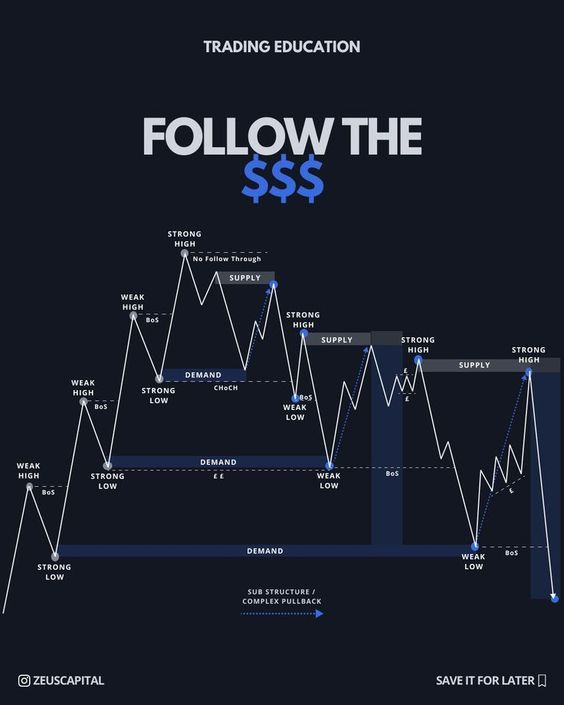 TRADING EDUCATION
FOLLOW THE
$$$
STRONG
HIGH
No Follow Through
SUPPLY
WEAK
HIGH
BoS
STRONG
HIGH
SUPPLY
STRONG
HIGH
STRONG
HIGH
SUPPLY
£
£
DEMAND
CHoCH
STRONG
LOW
BoS
WEAK
LOW
WEAK
HIGH
BoS
DEMAND
£ £
STRONG
LOW
WEAK
LOW
BoS
WEAK
HIGH
BoS
£
STRONG
LOW
DEMAND
WEAK
LOW
BoS
SUB STRUCTURE /
COMPLEX PULLBACK
ZEUSCAPITAL
SAVE IT FOR LATER